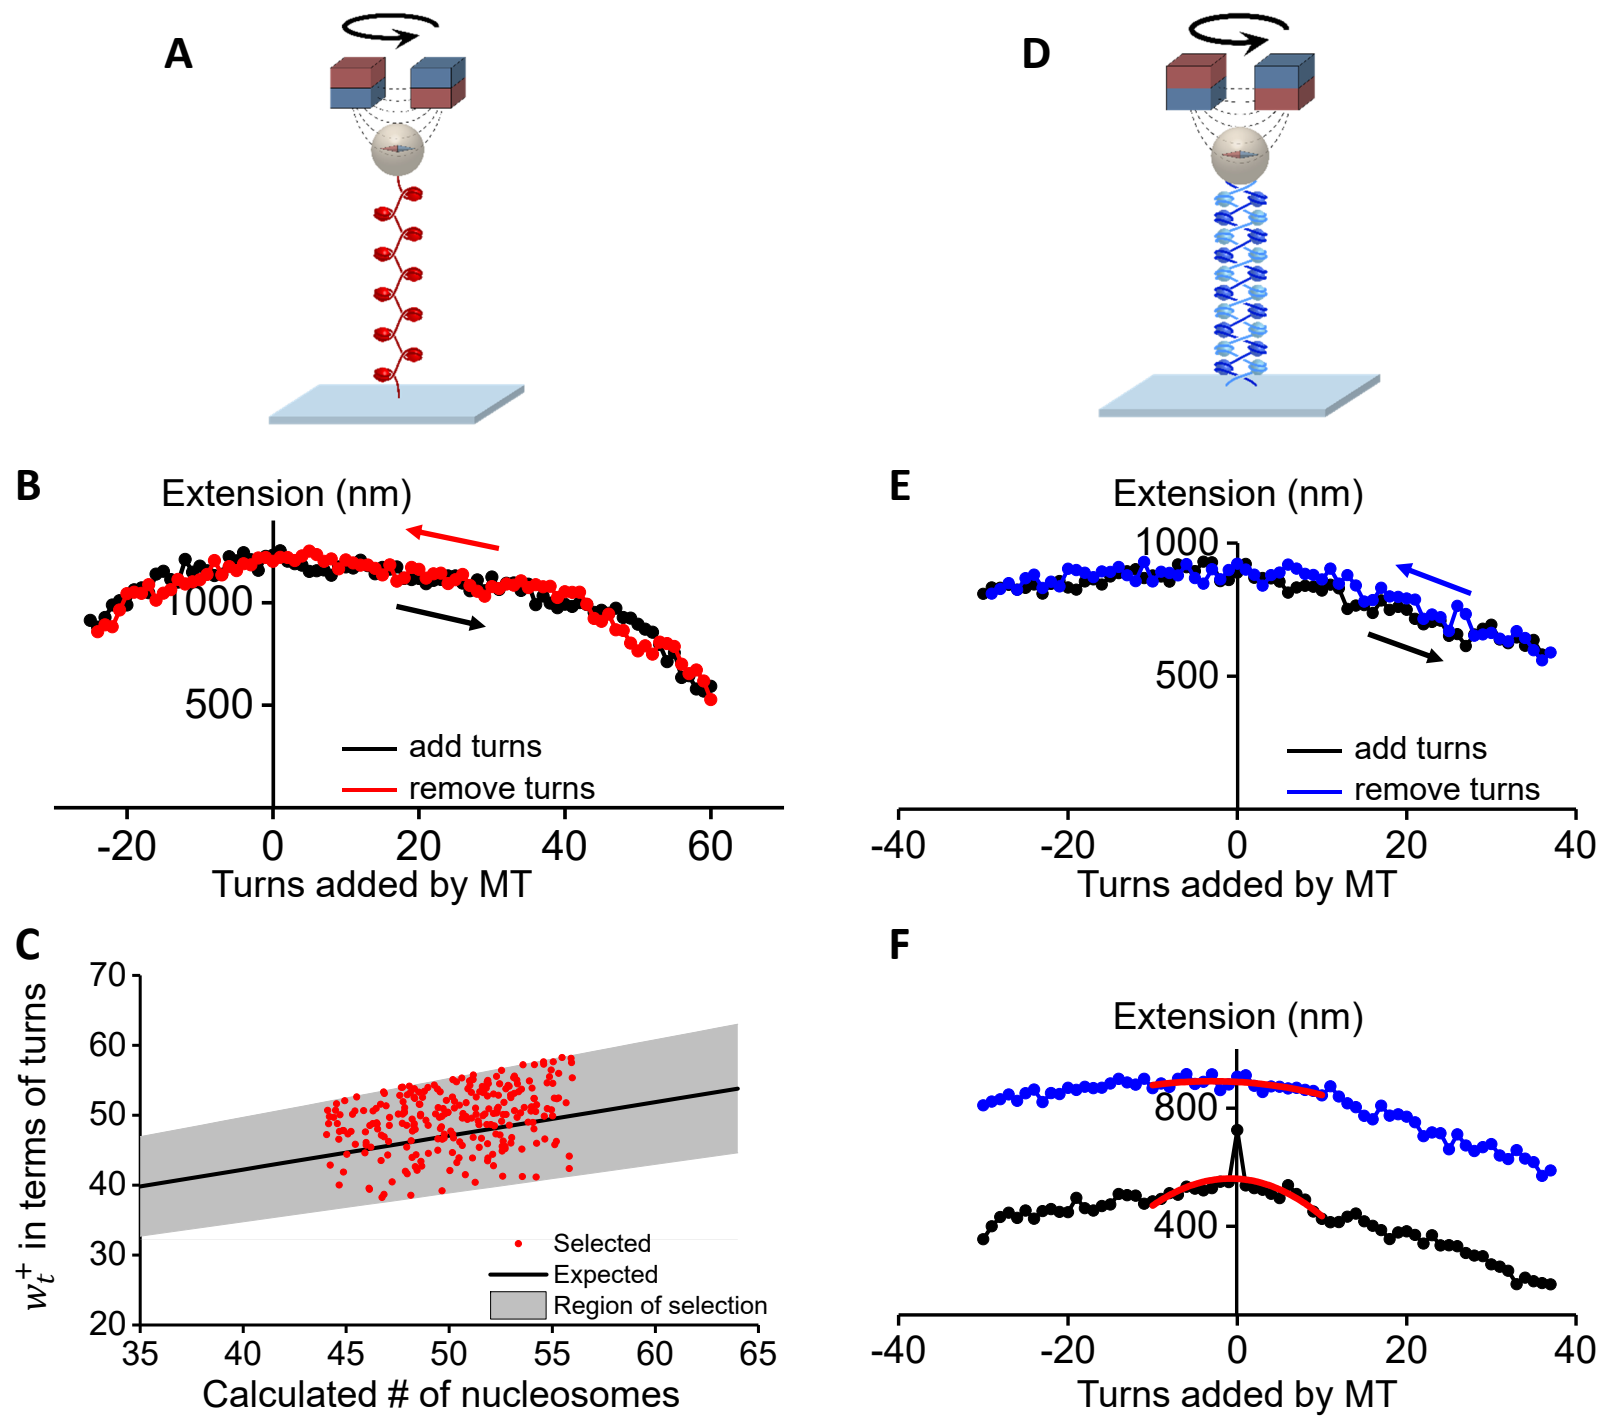 A
D
B
Extension (nm)
1000
500
add turns
remove turns
-20
0
20
40
60
Turns added by MT
E
Extension (nm)
1000
500
add turns
remove turns
-40
-20
0
20
40
Turns added by MT
C
70
60
50
40
30
20
w_t^+ in terms of turns
Selected
Expected
Region of selection
35
40
45
50
55
60
65
Calculated # of nucleosomes
F
Extension (nm)
800
400
-40
-20
0
20
40
Turns added by MT